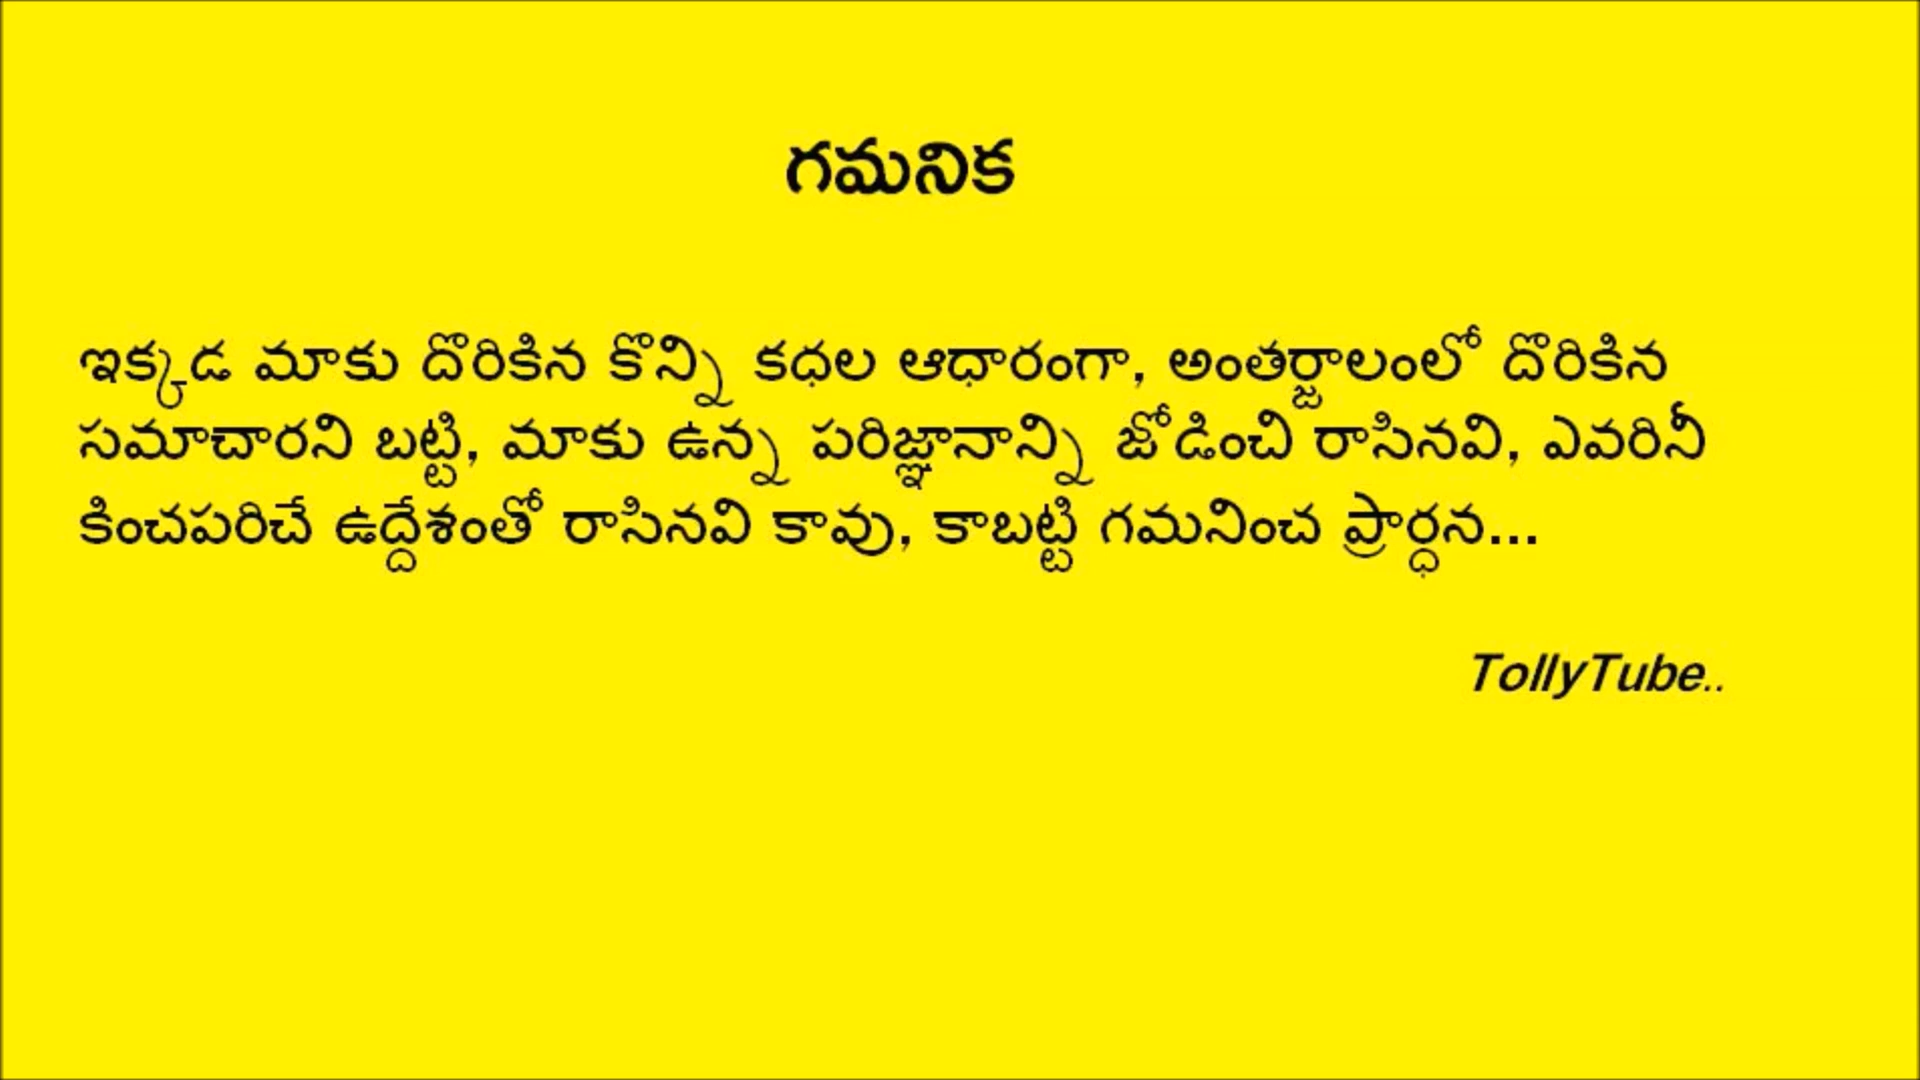 గమనిక
ఇక్కడ మాకు దొరికిన కొన్ని కధల ఆధారంగా, అంతర్జాలంలో దొరికిన
సమాచారని బట్టి, మాకు ఉన్న పరిజ్ఞానాన్ని జోడించి రాసినవి, ఎవరినీ
కించపరిచే ఉద్దేశంతో రాసినవి కావు, కాబట్టి గమనించ ప్రార్ధన...
TollyTube..